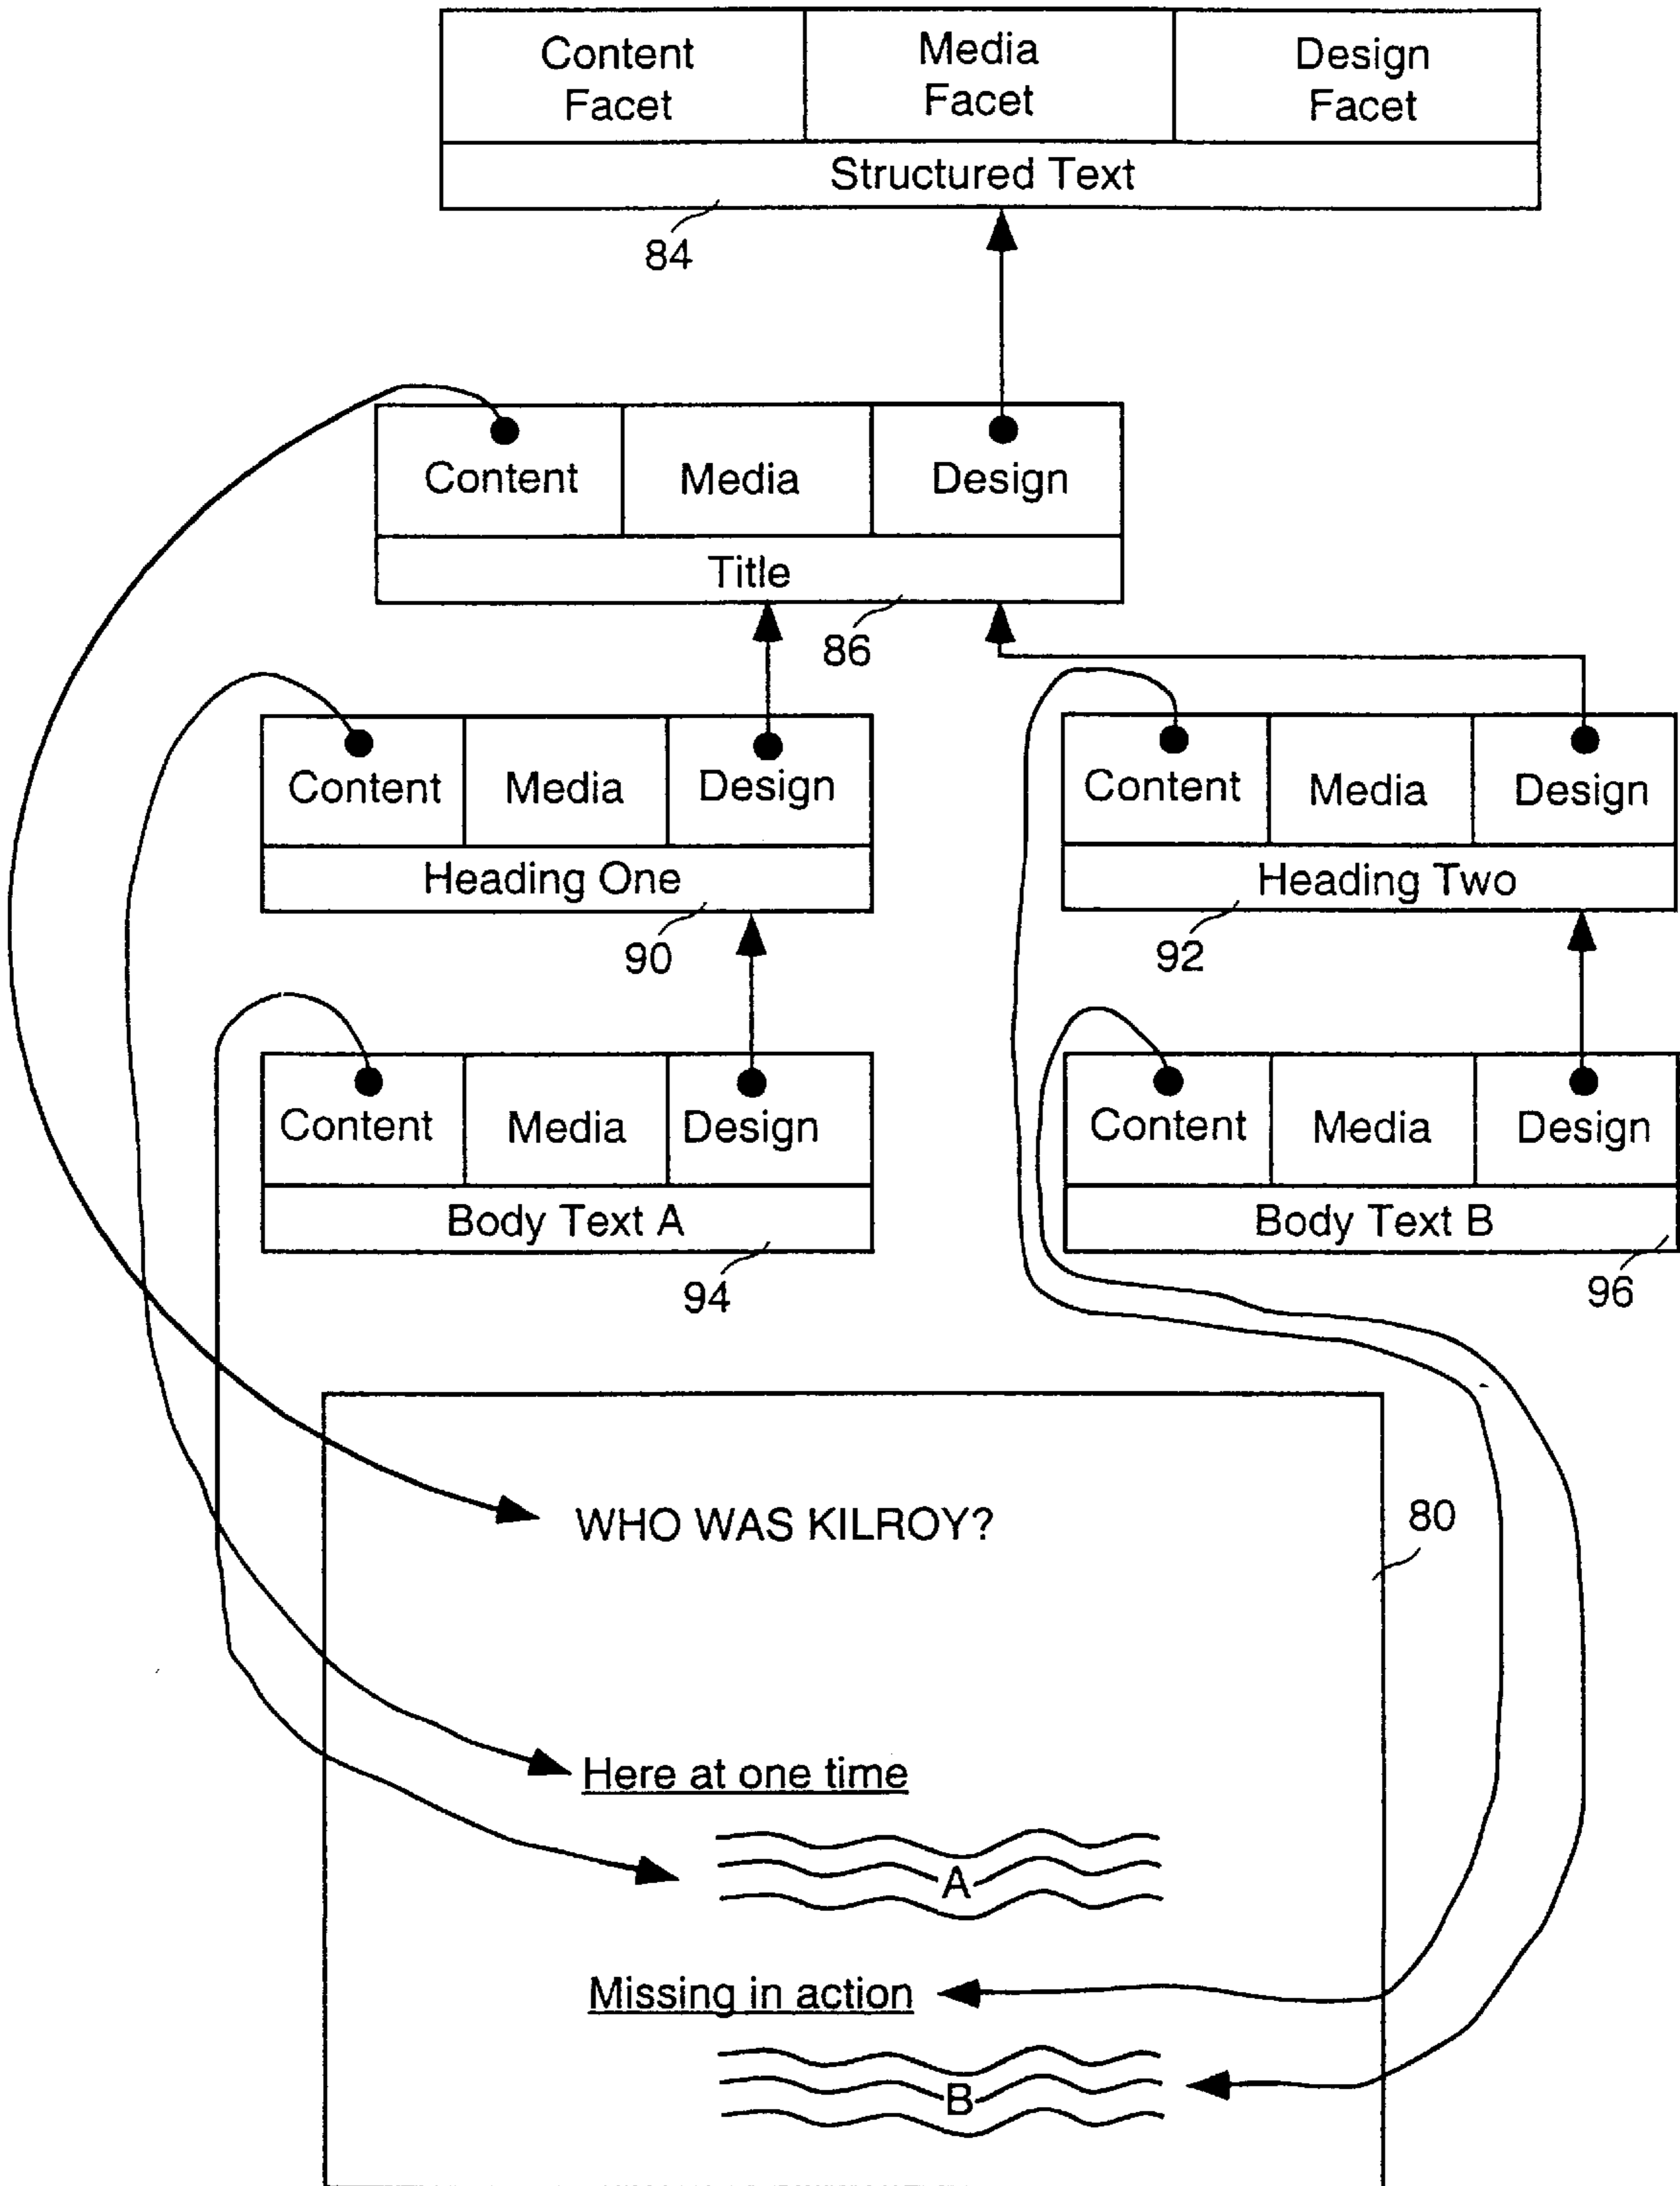 Content Facet
Media Facet
Design Facet
Structured Text
84
Content
Media
Design
Title
86
Content
Media
Design
Heading One
90
Content
Media
Design
Heading Two
92
Content
Media
Design
Body Text A
94
Content
Media
Design
Body Text B
96
WHO WAS KILROY?
80
Here at one time
A
Missing in action
B